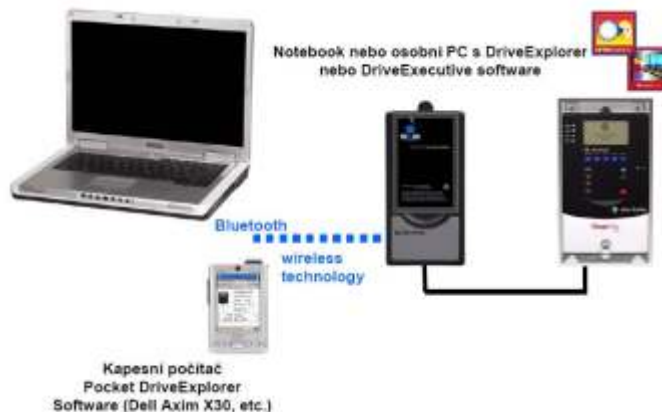 Notebook nebo osobní PC s DriveExplorer
nebo DriveExecutive software
Bluetooth
wireless
technology
Kapesní počítač
Pocket DriveExplorer
Software (Dell Axim X30, etc.)